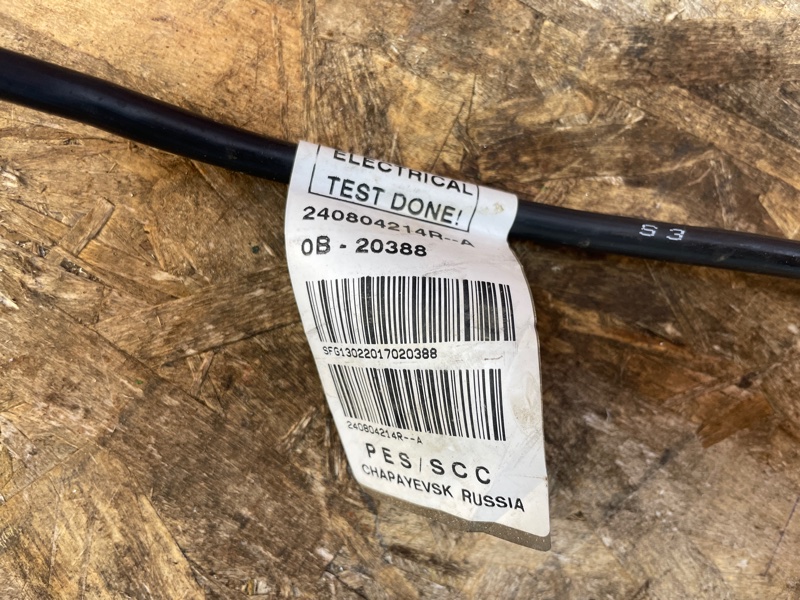 ELECTRICAL
TEST DONE!
240804214R--A
0B - 20388
SFG13022017020388
240804214R--A
PES/SCC
CHAPAYEVSK RUSSIA
S3